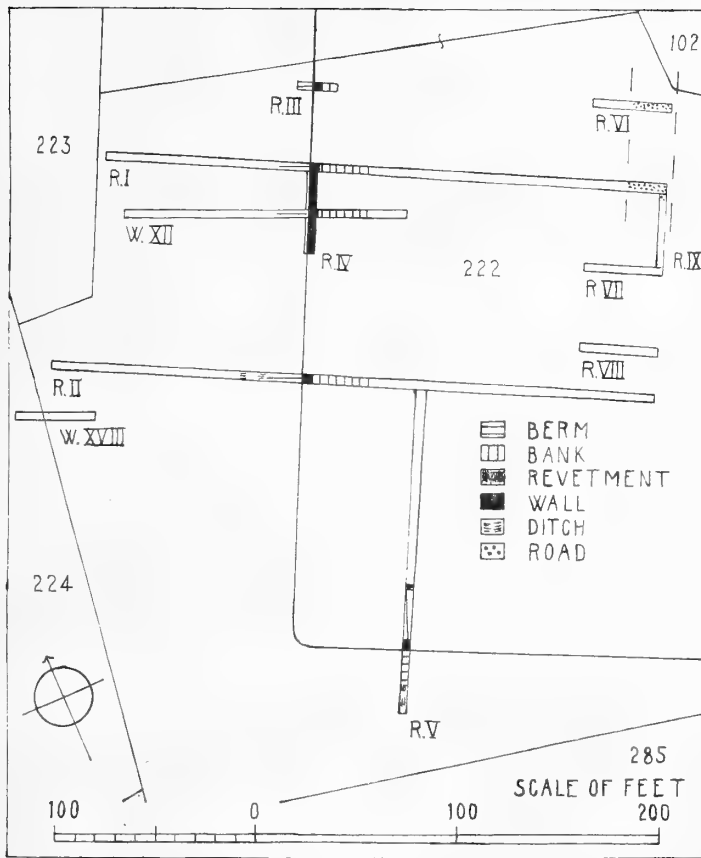 102
R.III
R.VI
223
R.I
W. XII
R.IV
222
R.IX
R.VII
R.VIII
R.II
W. XVIII
BERM
BANK
REVETMENT
WALL
DITCH
ROAD
224
R.V
285
SCALE OF FEET
100 0 100 200